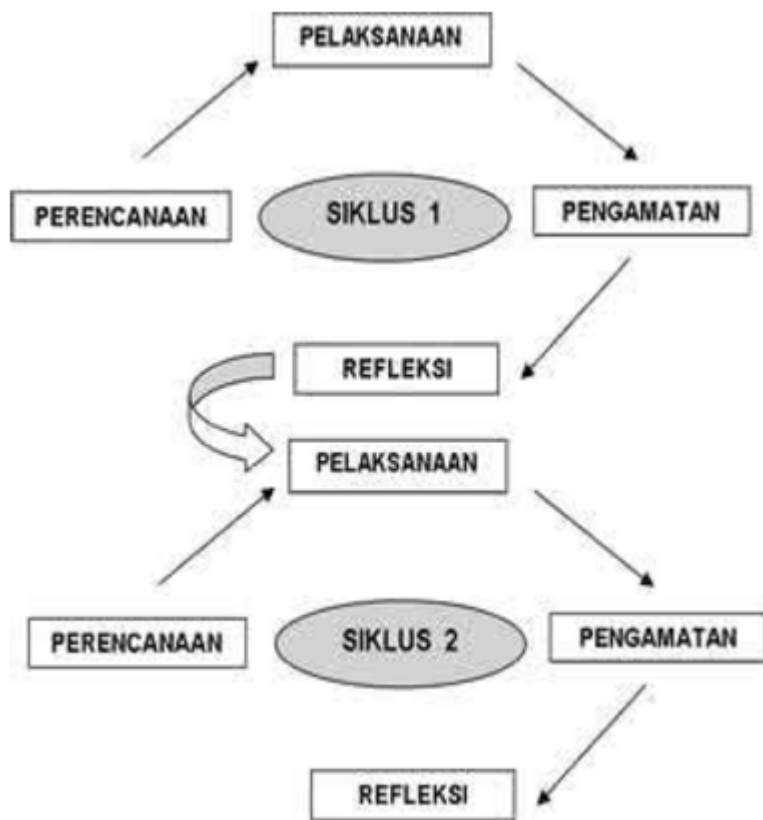 PELAKSANAAN
PERENCANAAN
SIKLUS 1
PENGAMATAN
REFLEKSI
PELAKSANAAN
PERENCANAAN
SIKLUS 2
PENGAMATAN
REFLEKSI